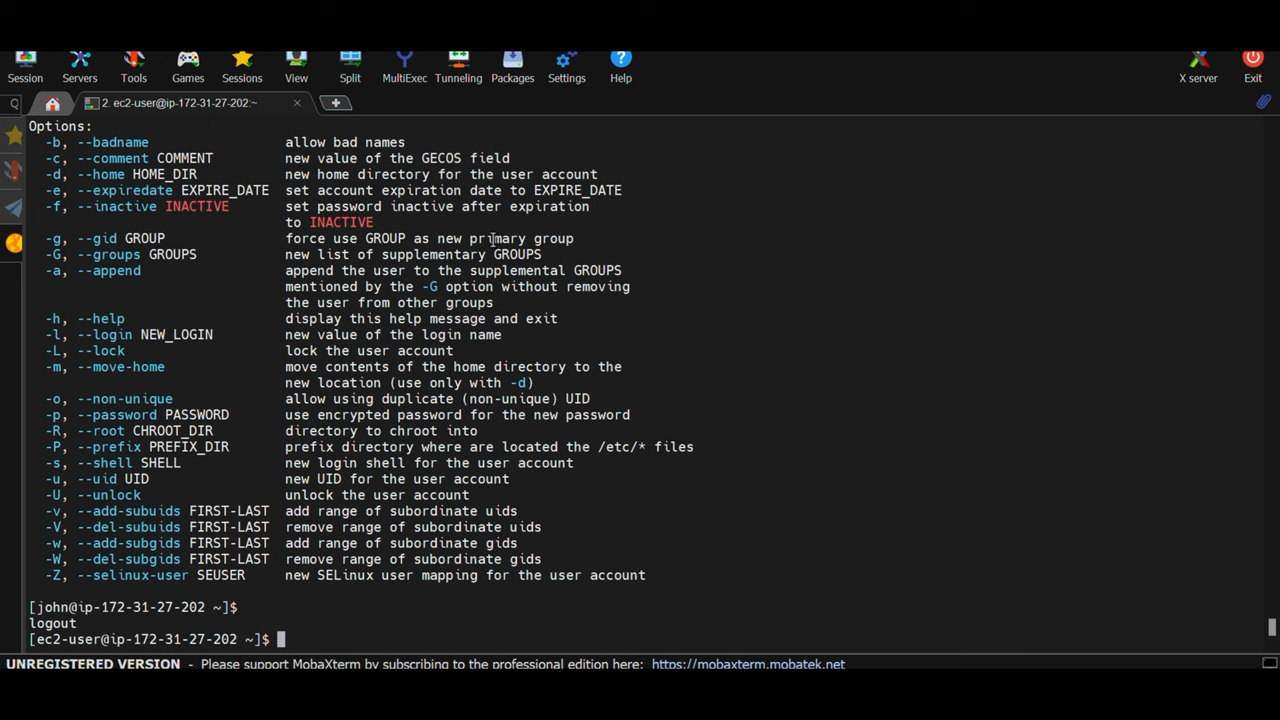 Session Servers Tools Games Sessions View Split MultiExec Tunneling Packages Settings Help X server Exit
2. ec2-user@ip-172-31-27-202:~
Options:
-b, --badname allow bad names
-c, --comment COMMENT new value of the GECOS field
-d, --home HOME_DIR new home directory for the user account
-e, --expiredate EXPIRE_DATE set account expiration date to EXPIRE_DATE
-f, --inactive INACTIVE set password inactive after expiration
to INACTIVE
-g, --gid GROUP force use GROUP as new primary group
-G, --groups GROUPS new list of supplementary GROUPS
-a, --append append the user to the supplemental GROUPS
mentioned by the -G option without removing
the user from other groups
-h, --help display this help message and exit
-l, --login NEW_LOGIN new value of the login name
-L, --lock lock the user account
-m, --move-home move contents of the home directory to the
new location (use only with -d)
-o, --non-unique allow using duplicate (non-unique) UID
-p, --password PASSWORD use encrypted password for the new password
-R, --root CHROOT_DIR directory to chroot into
-P, --prefix PREFIX_DIR prefix directory where are located the /etc/* files
-s, --shell SHELL new login shell for the user account
-u, --uid UID new UID for the user account
-U, --unlock unlock the user account
-v, --add-subuids FIRST-LAST add range of subordinate uids
-V, --del-subuids FIRST-LAST remove range of subordinate uids
-w, --add-subgids FIRST-LAST add range of subordinate gids
-W, --del-subgids FIRST-LAST remove range of subordinate gids
-Z, --selinux-user SEUSER new SELinux user mapping for the user account
[john@ip-172-31-27-202 ~]$
logout
[ec2-user@ip-172-31-27-202 ~]$
UNREGISTERED VERSION - Please support MobaXterm by subscribing to the professional edition here: https://mobaxterm.mobatek.net